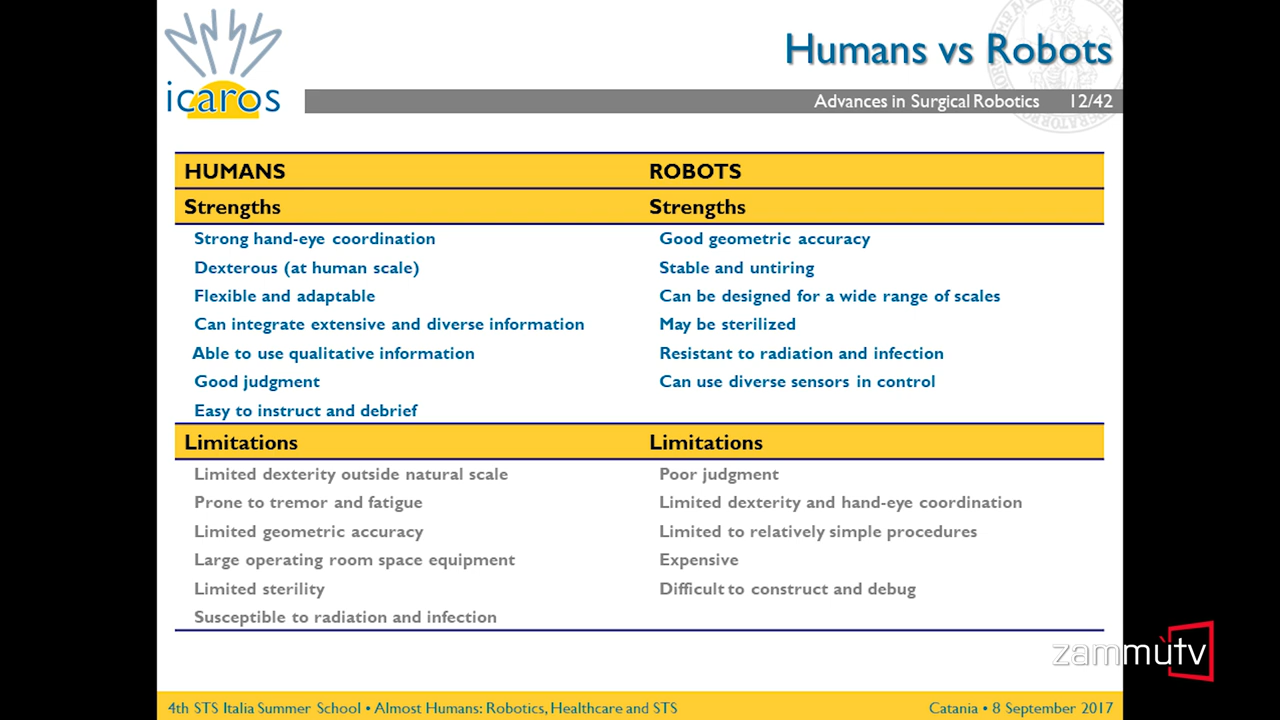 icaros
Humans vs Robots
Advances in Surgical Robotics 12/42
HUMANS ROBOTS
Strengths Strengths
Strong hand-eye coordination Good geometric accuracy
Dexterous (at human scale) Stable and untiring
Flexible and adaptable Can be designed for a wide range of scales
Can integrate extensive and diverse information May be sterilized
Able to use qualitative information Resistant to radiation and infection
Good judgment Can use diverse sensors in control
Easy to instruct and debrief
Limitations Limitations
Limited dexterity outside natural scale Poor judgment
Prone to tremor and fatigue Limited dexterity and hand-eye coordination
Limited geometric accuracy Limited to relatively simple procedures
Large operating room space equipment Expensive
Limited sterility Difficult to construct and debug
Susceptible to radiation and infection
zammùtv
4th STS Italia Summer School • Almost Humans: Robotics, Healthcare and STS Catania • 8 September 2017